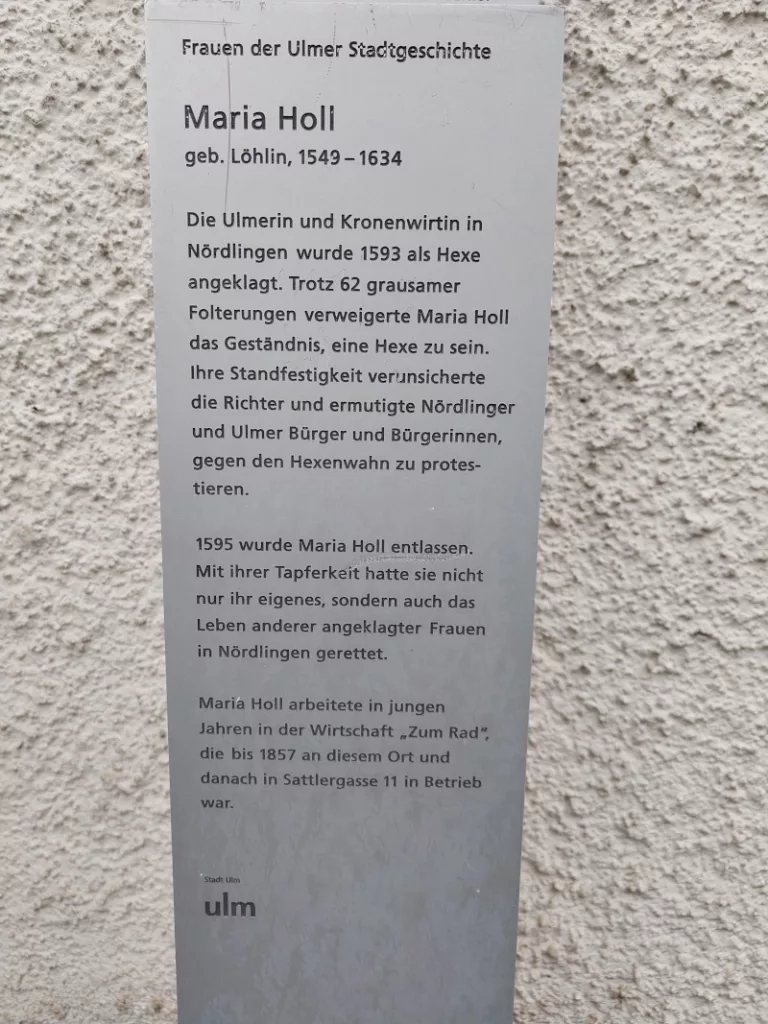 Frauen der Ulmer Stadtgeschichte
Maria Holl
geb. Löhlin, 1549 – 1634
Die Ulmerin und Kronenwirtin in
Nördlingen wurde 1593 als Hexe
angeklagt. Trotz 62 grausamer
Folterungen verweigerte Maria Holl
das Geständnis, eine Hexe zu sein.
Ihre Standfestigkeit verunsicherte
die Richter und ermutigte Nördlinger
und Ulmer Bürger und Bürgerinnen,
gegen den Hexenwahn zu protes-
tieren.
1595 wurde Maria Holl entlassen.
Mit ihrer Tapferkeit hatte sie nicht
nur ihr eigenes, sondern auch das
Leben anderer angeklagter Frauen
in Nördlingen gerettet.
Maria Holl arbeitete in jungen
Jahren in der Wirtschaft „Zum Rad“,
die bis 1857 an diesem Ort und
danach in Sattlergasse 11 in Betrieb
war.
Stadt Ulm
ulm